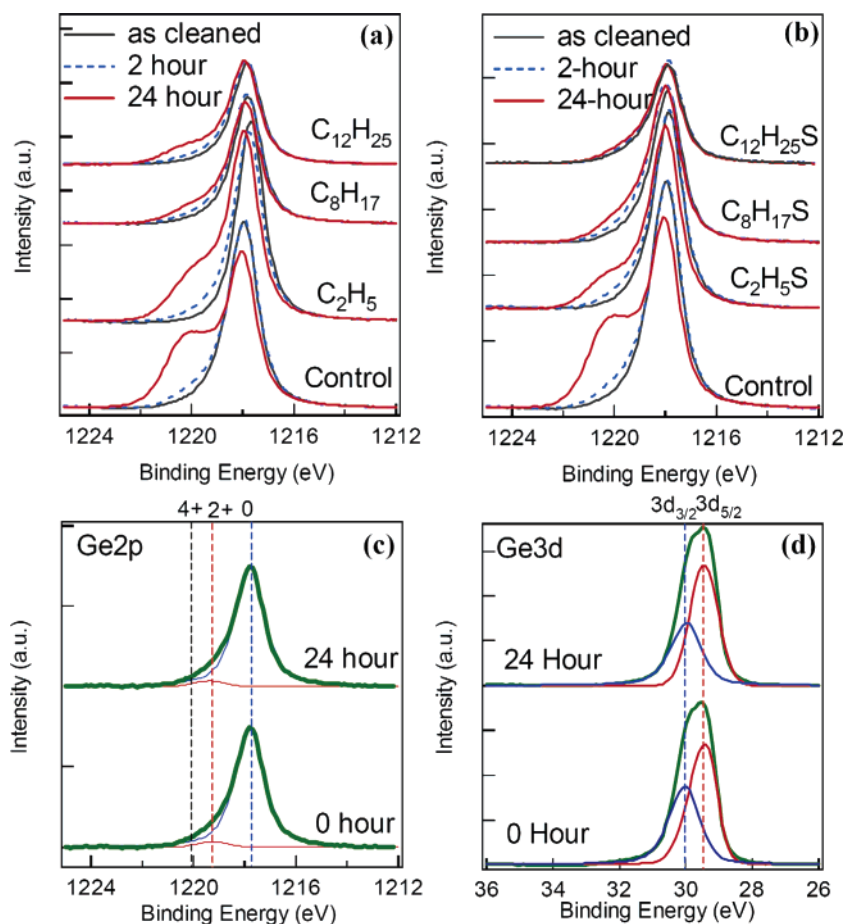 (a)
as cleaned
2 hour
24 hour
C₁₂H₂₅
C₈H₁₇
C₂H₅
Control
Intensity (a.u.)
1224 1220 1216 1212
Binding Energy (eV)
(b)
as cleaned
2-hour
24-hour
C₁₂H₂₅S
C₈H₁₇S
C₂H₅S
Control
Intensity (a.u.)
1224 1220 1216 1212
Binding Energy (eV)
4+ 2+ 0
Ge2p
(c)
24 hour
0 hour
Intensity (a.u.)
1224 1220 1216 1212
Binding Energy (eV)
3d₃/₂ 3d₅/₂
Ge3d
(d)
24 Hour
0 Hour
Intensity (a.u.)
36 34 32 30 28 26
Binding Energy (eV)